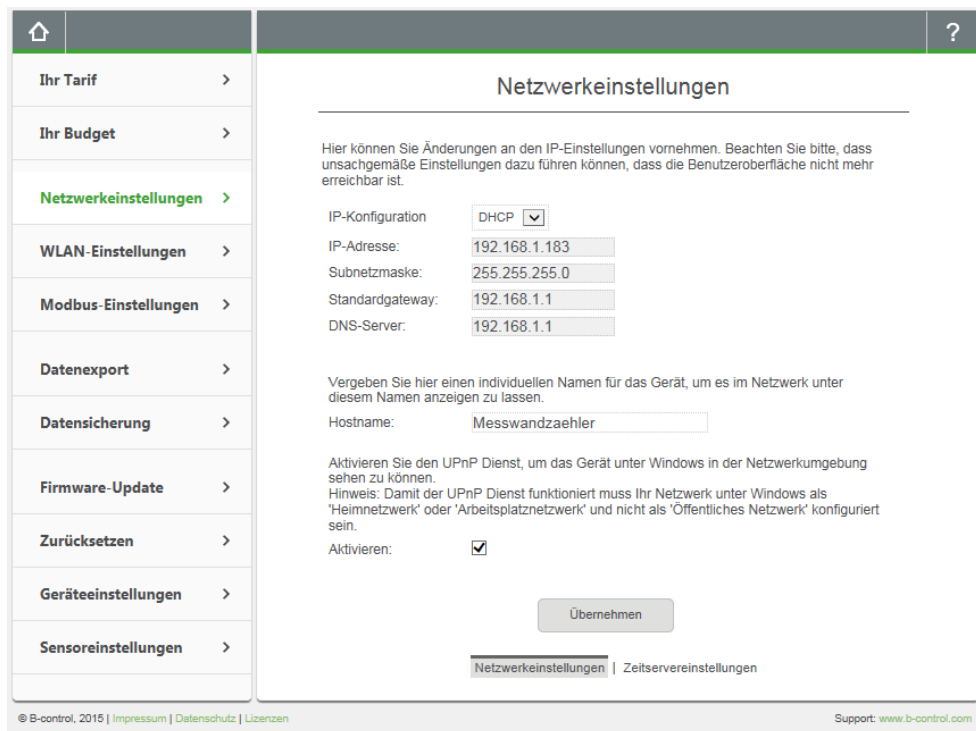 ?
Ihr Tarif
Ihr Budget
Netzwerkeinstellungen
WLAN-Einstellungen
Modbus-Einstellungen
Datenexport
Datensicherung
Firmware-Update
Zurücksetzen
Geräteeinstellungen
Sensoreinstellungen
Netzwerkeinstellungen
Hier können Sie Änderungen an den IP-Einstellungen vornehmen. Beachten Sie bitte, dass
unsachgemäße Einstellungen dazu führen können, dass die Benutzeroberfläche nicht mehr
erreichbar ist.
IP-Konfiguration DHCP
IP-Adresse: 192.168.1.183
Subnetzmaske: 255.255.255.0
Standardgateway: 192.168.1.1
DNS-Server: 192.168.1.1
Vergeben Sie hier einen individuellen Namen für das Gerät, um es im Netzwerk unter
diesem Namen anzeigen zu lassen.
Hostname: Messwandzaehler
Aktivieren Sie den UPnP Dienst, um das Gerät unter Windows in der Netzwerkumgebung
sehen zu können.
Hinweis: Damit der UPnP Dienst funktioniert muss Ihr Netzwerk unter Windows als
'Heimnetzwerk' oder 'Arbeitsplatznetzwerk' und nicht als 'Öffentliches Netzwerk' konfiguriert
sein.
Aktivieren:
Übernehmen
Netzwerkeinstellungen | Zeitservereinstellungen
© B-control, 2015 | Impressum | Datenschutz | Lizenzen
Support: www.b-control.com